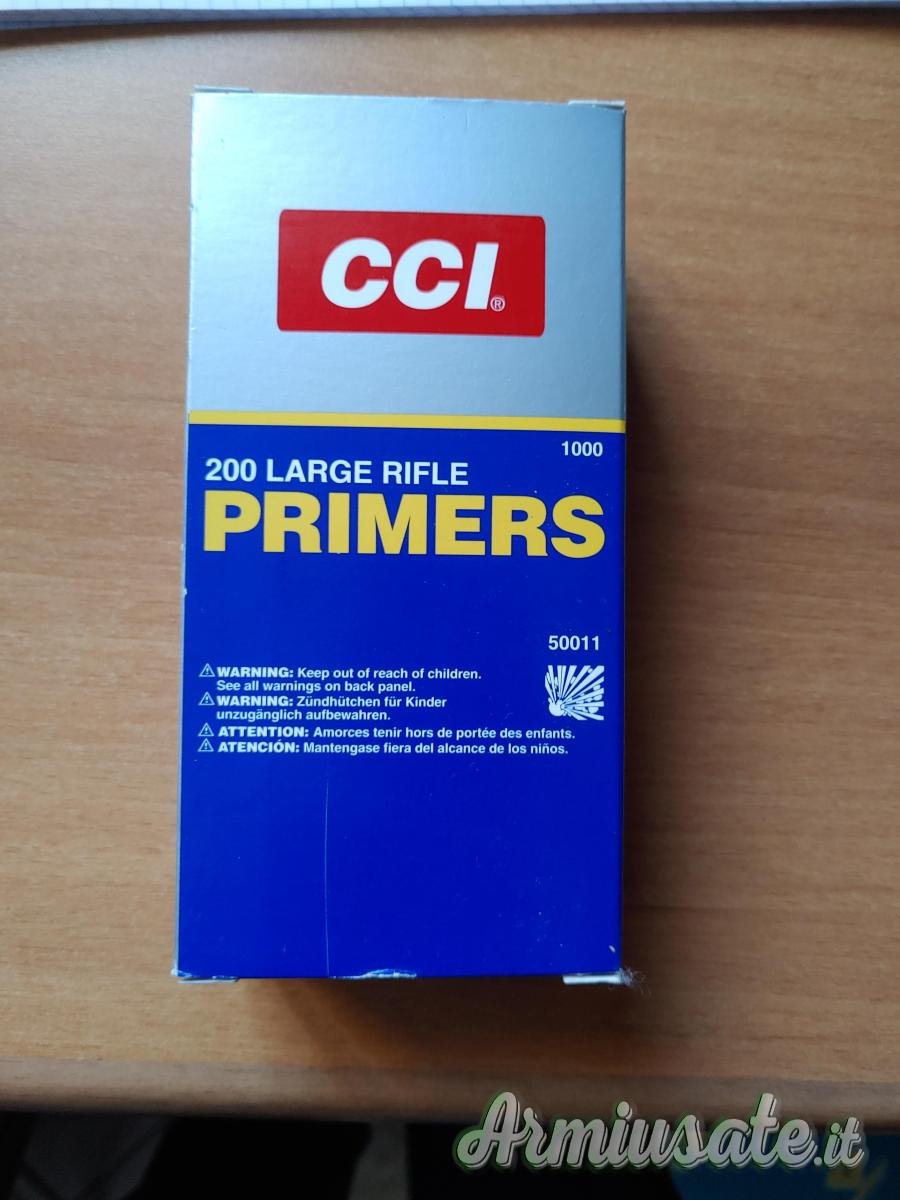 CCI®
1000
200 LARGE RIFLE
PRIMERS
50011
⚠ WARNING: Keep out of reach of children.
See all warnings on back panel.
⚠ WARNING: Zündhütchen für Kinder
unzugänglich aufbewahren.
⚠ ATTENTION: Amorces tenir hors de portée des enfants.
⚠ ATENCIÓN: Mantengase fiera del alcance de los niños.
Armiusate.it